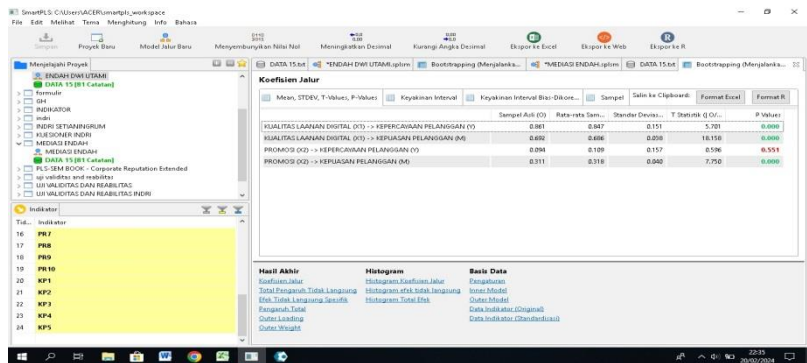 SmartPLS: C:\Users\ACER\smartpls_workspace
File Edit Melihat Tema Menghitung Info Bahasa
Simpan Proyek Baru Model Jalur Baru Menyembunyikan Nilai Nol Meningkatkan Desimal Kurangi Angka Desimal Ekspor ke Excel Ekspor ke Web Ekspor ke R
Menjelajahi Proyek
ENDAH DWI UTAMI
DATA 15 [81 Catatan]
formulir
GH
INDIKATOR
indri
INDRI SETIANINGRUM
KUESIONER INDRI
MEDIASI ENDAH
MEDIASI ENDAH
DATA 15 [81 Catatan]
PLS-SEM BOOK - Corporate Reputation Extended
uji validitas and reabilitas
UJI VALIDITAS DAN REABILITAS
UJI VALIDITAS DAN REABILITAS INDRI
Indikator
Tid... Indikator
16 PR7
17 PR8
18 PR9
19 PR10
20 KP1
21 KP2
22 KP3
23 KP4
24 KP5
DATA 15.txt *ENDAH DWI UTAMI.splsm Bootstrapping (Menjalanka... *MEDIASI ENDAH.splsm DATA 15.txt Bootstrapping (Menjalanka...
Koefisien Jalur
Mean, STDEV, T-Values, P-Values Keyakinan Interval Keyakinan Interval Bias-Dikore... Sampel Salin ke Clipboard: Format Excel Format R
Sampel Asli (O) Rata-rata Sam... Standar Devias... T Statistik (| O/... P Values
KUALITAS LAANAN DIGITAL (X1) -> KEPERCAYAAN PELANGGAN (Y) 0.861 0.847 0.151 5.701 0.000
KUALITAS LAANAN DIGITAL (X1) -> KEPUASAN PELANGGAN (M) 0.692 0.686 0.038 18.158 0.000
PROMOSI (X2) -> KEPERCAYAAN PELANGGAN (Y) 0.094 0.109 0.157 0.596 0.551
PROMOSI (X2) -> KEPUASAN PELANGGAN (M) 0.311 0.318 0.040 7.750 0.000
Hasil Akhir Histogram Basis Data
Koefisien Jalur Histogram Koefisien Jalur Pengaturan
Total Pengaruh Tidak Langsung Histogram efek tidak langsung Inner Model
Efek Tidak Langsung Spesifik Histogram Total Efek Outer Model
Pengaruh Total Data Indikator (Original)
Outer Loading Data Indikator (Standardisasi)
Outer Weight
22:35
20/02/2024